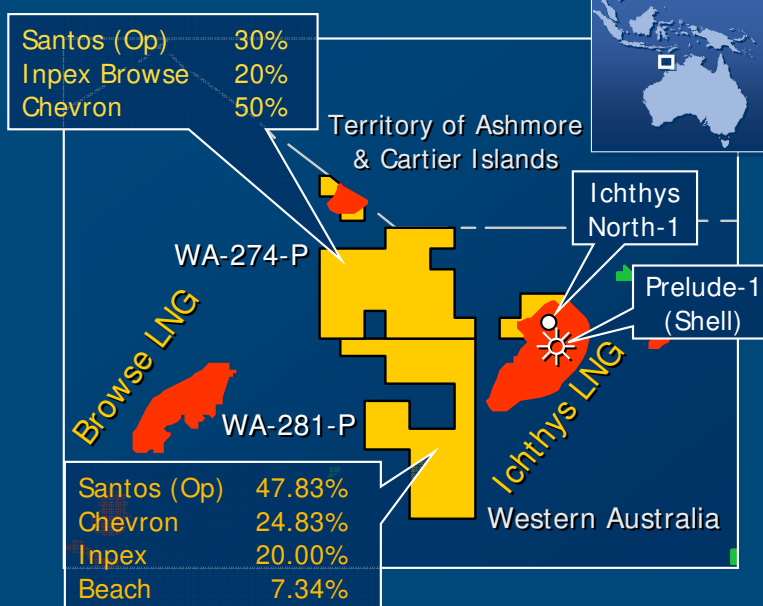 Santos (Op) 30%
Inpex Browse 20%
Chevron 50%
Territory of Ashmore
& Cartier Islands
Ichthys
North-1
WA-274-P
Prelude-1
(Shell)
Browse LNG
Ichthys LNG
WA-281-P
Santos (Op) 47.83%
Chevron 24.83%
Inpex 20.00%
Beach 7.34%
Western Australia